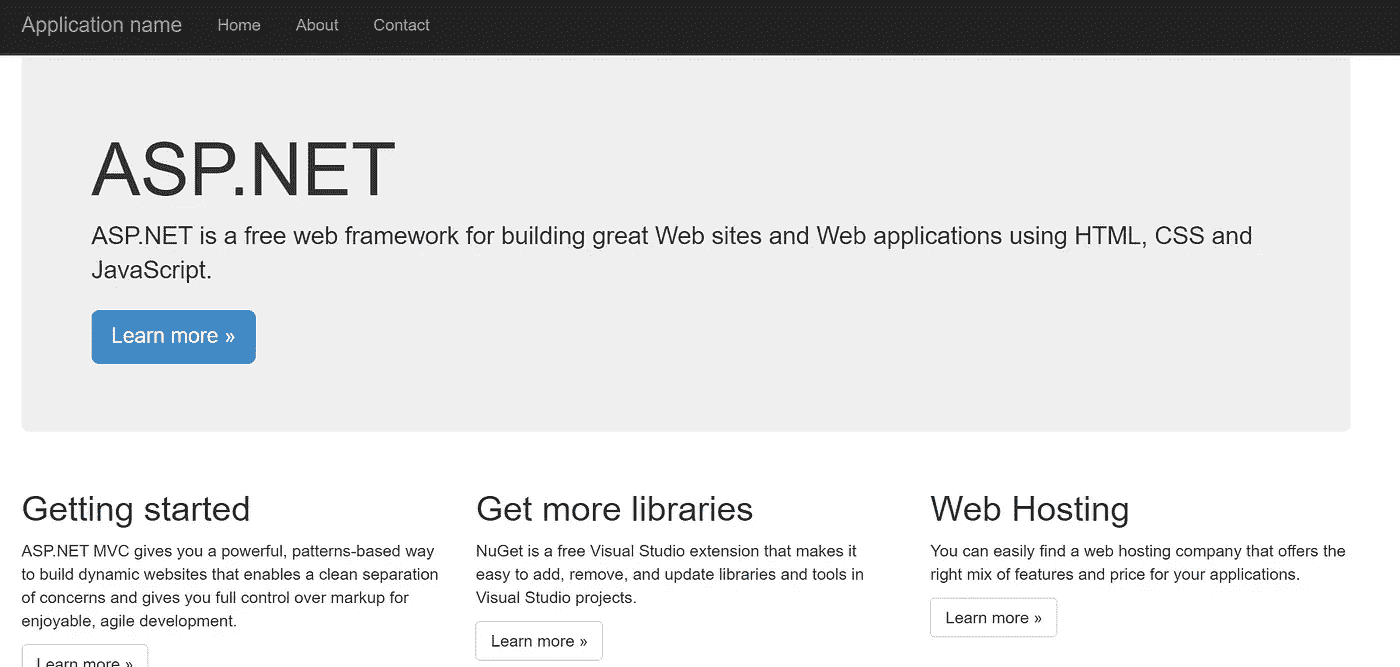 Application name Home About Contact
ASP.NET
ASP.NET is a free web framework for building great Web sites and Web applications using HTML, CSS and
JavaScript.
Learn more »
Getting started
ASP.NET MVC gives you a powerful, patterns-based way
to build dynamic websites that enables a clean separation
of concerns and gives you full control over markup for
enjoyable, agile development.
Learn more »
Get more libraries
NuGet is a free Visual Studio extension that makes it
easy to add, remove, and update libraries and tools in
Visual Studio projects.
Learn more »
Web Hosting
You can easily find a web hosting company that offers the
right mix of features and price for your applications.
Learn more »